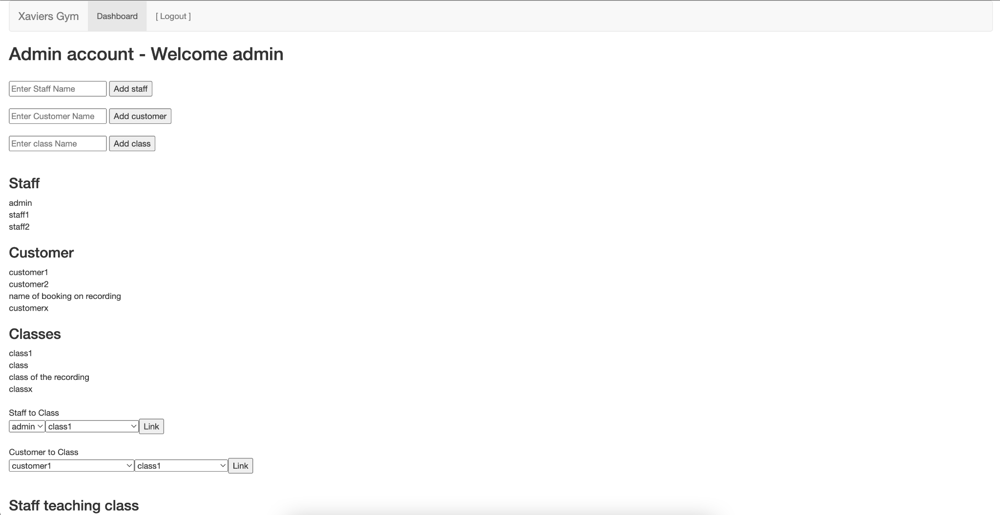 Xaviers Gym Dashboard [ Logout ]
Admin account - Welcome admin
Enter Staff Name Add staff
Enter Customer Name Add customer
Enter class Name Add class
Staff
admin
staff1
staff2
Customer
customer1
customer2
name of booking on recording
customerx
Classes
class1
class
class of the recording
classx
Staff to Class
admin class1 Link
Customer to Class
customer1 class1 Link
Staff teaching class